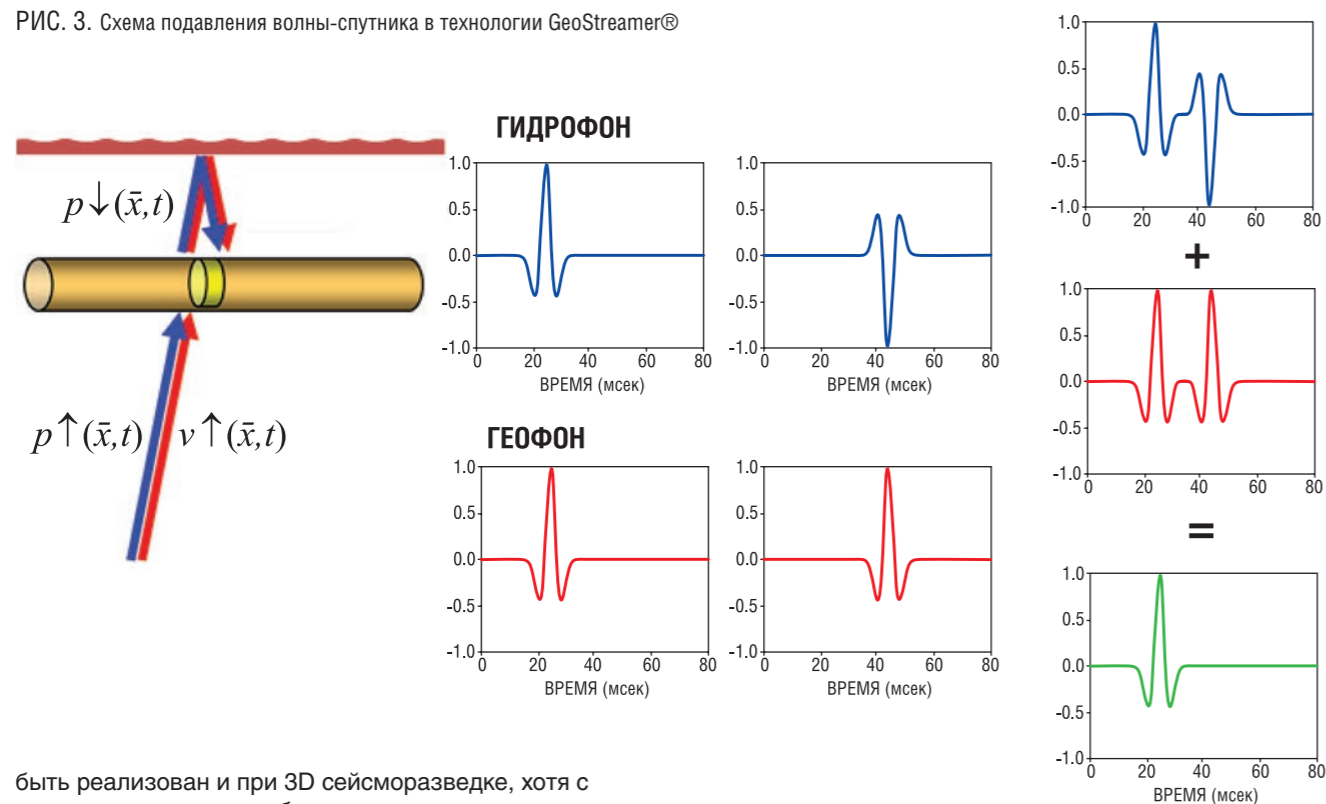 РИС. 3. Схема подавления волны-спутника в технологии GeoStreamer®
p↓(x̄,t)
p↑(x̄,t) v↑(x̄,t)
ГИДРОФОН
1.0
0.5
0.0
-0.5
-1.0
0 20 40 60 80
ВРЕМЯ (мсек)
1.0
0.5
0.0
-0.5
-1.0
0 20 40 60 80
ВРЕМЯ (мсек)
ГЕОФОН
1.0
0.5
0.0
-0.5
-1.0
0 20 40 60 80
ВРЕМЯ (мсек)
1.0
0.5
0.0
-0.5
-1.0
0 20 40 60 80
ВРЕМЯ (мсек)
1.0
0.5
0.0
-0.5
-1.0
0 20 40 60 80
+
1.0
0.5
0.0
-0.5
-1.0
0 20 40 60 80
=
1.0
0.5
0.0
-0.5
-1.0
0 20 40 60 80
ВРЕМЯ (мсек)
быть реализован и при 3D сейсморазведке, хотя с